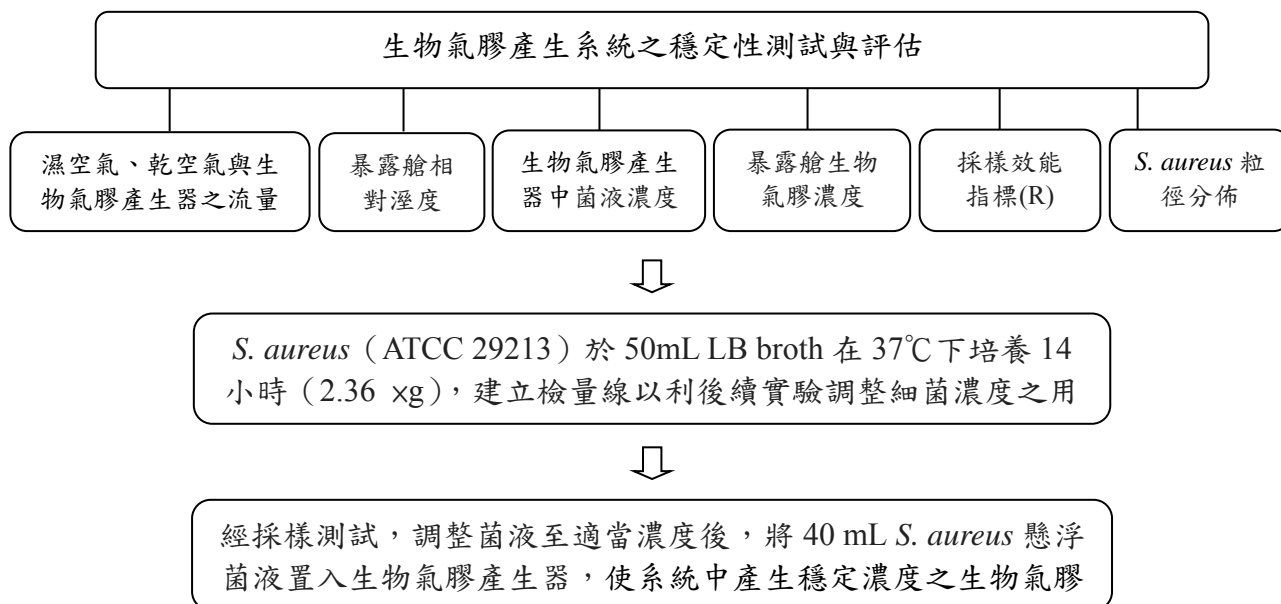 生物氣膠產生系統之穩定性測試與評估
濕空氣、乾空氣與生
物氣膠產生器之流量
暴露艙相
對溼度
生物氣膠產生
器中菌液濃度
暴露艙生物
氣膠濃度
採樣效能
指標(R)
S. aureus 粒
徑分佈
S. aureus（ATCC 29213）於 50mL LB broth 在 37℃下培養 14
小時（2.36 ×g），建立檢量線以利後續實驗調整細菌濃度之用
經採樣測試，調整菌液至適當濃度後，將 40 mL S. aureus 懸浮
菌液置入生物氣膠產生器，使系統中產生穩定濃度之生物氣膠